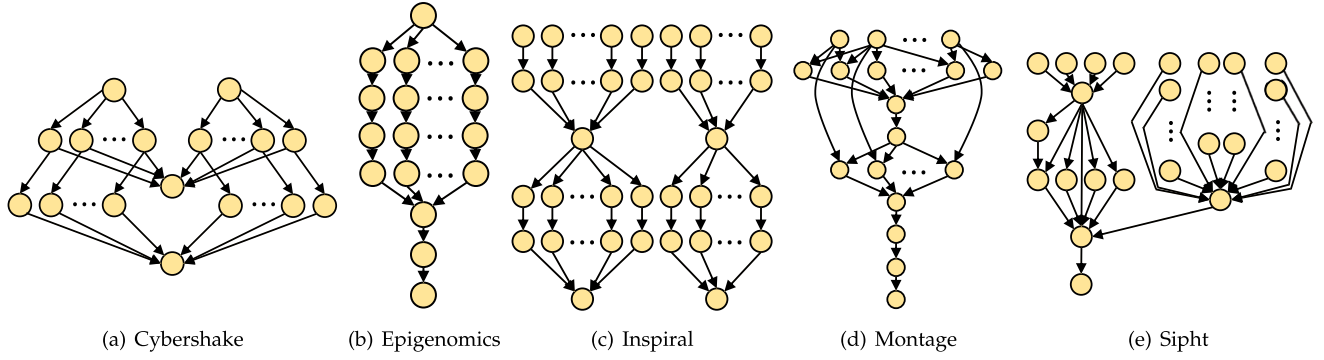 (a) Cybershake
(b) Epigenomics
(c) Inspiral
(d) Montage
(e) Sipht